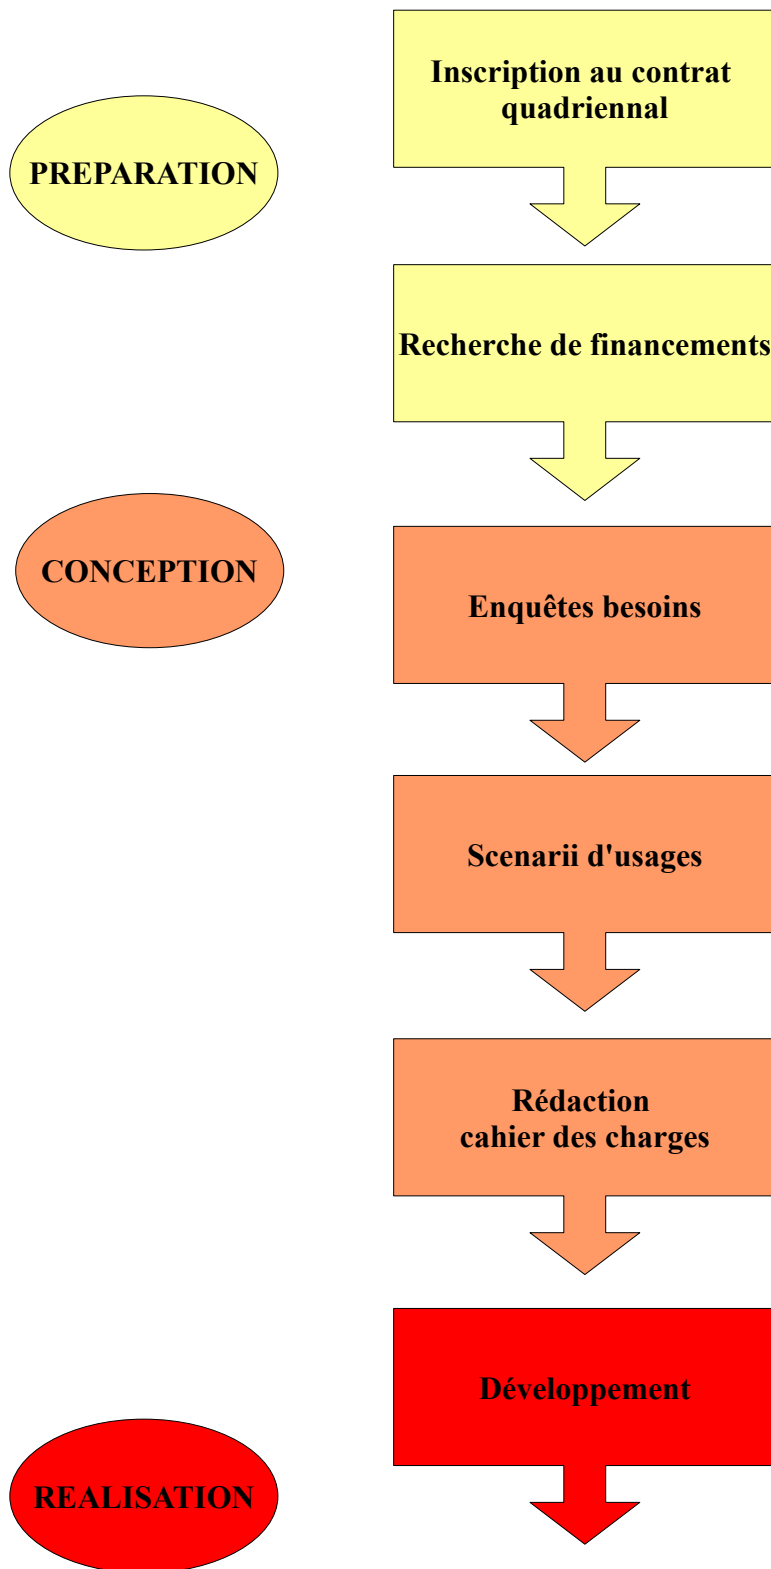 Inscription au contrat
quadriennal
PREPARATION
Recherche de financements
CONCEPTION
Enquêtes besoins
Scenarii d'usages
Rédaction
cahier des charges
Développement
REALISATION